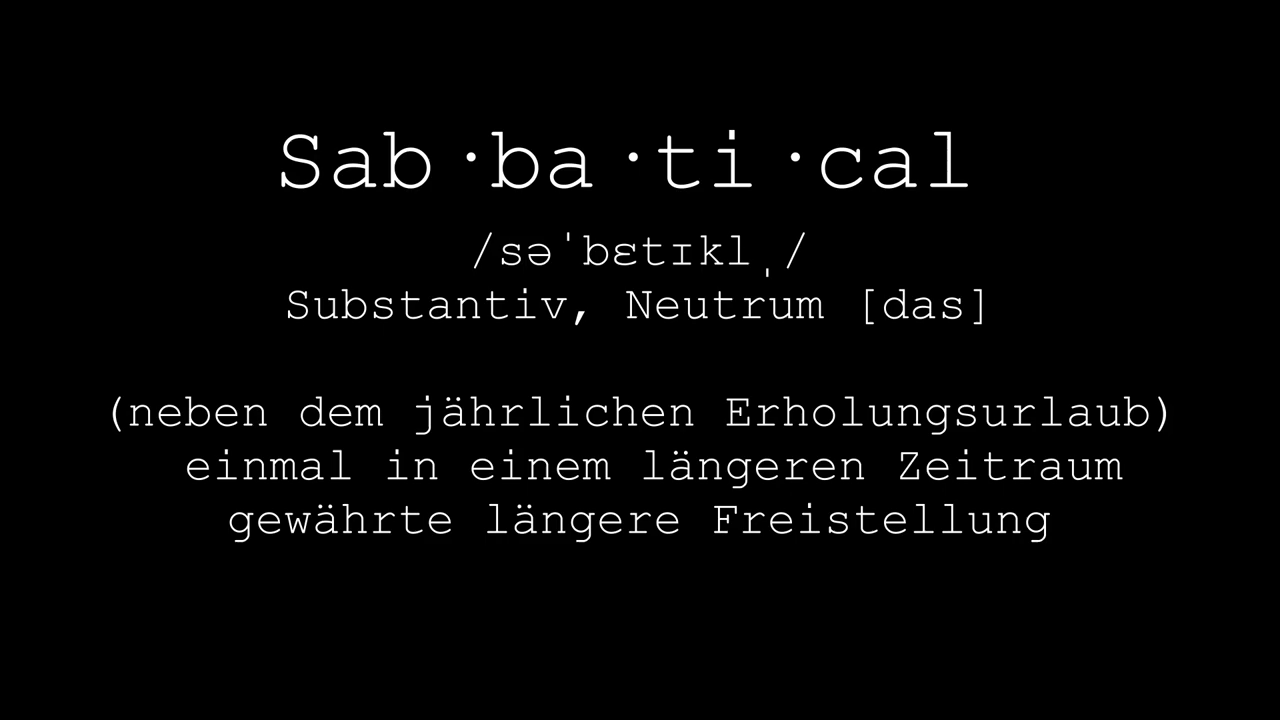 Sab·ba·ti·cal
/səˈbɛtɪklˌ/
Substantiv, Neutrum [das]
(neben dem jährlichen Erholungsurlaub)
einmal in einem längeren Zeitraum
gewährte längere Freistellung